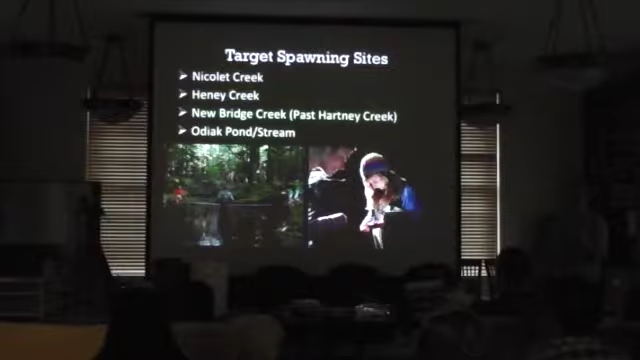 Target Spawning Sites
➢ Nicolet Creek
➢ Heney Creek
➢ New Bridge Creek (Past Hartney Creek)
➢ Odiak Pond/Stream